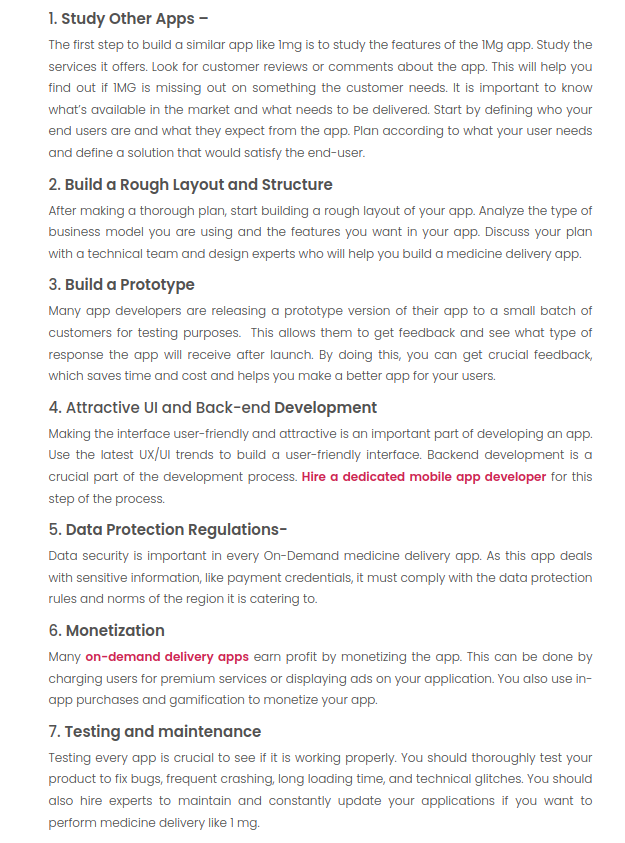 1. Study Other Apps –
The first step to build a similar app like 1mg is to study the features of the 1Mg app. Study the
services it offers. Look for customer reviews or comments about the app. This will help you
find out if 1MG is missing out on something the customer needs. It is important to know
what's available in the market and what needs to be delivered. Start by defining who your
end users are and what they expect from the app. Plan according to what your user needs
and define a solution that would satisfy the end-user.
2. Build a Rough Layout and Structure
After making a thorough plan, start building a rough layout of your app. Analyze the type of
business model you are using and the features you want in your app. Discuss your plan
with a technical team and design experts who will help you build a medicine delivery app.
3. Build a Prototype
Many app developers are releasing a prototype version of their app to a small batch of
customers for testing purposes. This allows them to get feedback and see what type of
response the app will receive after launch. By doing this, you can get crucial feedback,
which saves time and cost and helps you make a better app for your users.
4. Attractive UI and Back-end Development
Making the interface user-friendly and attractive is an important part of developing an app.
Use the latest UX/UI trends to build a user-friendly interface. Backend development is a
crucial part of the development process. Hire a dedicated mobile app developer for this
step of the process.
5. Data Protection Regulations-
Data security is important in every On-Demand medicine delivery app. As this app deals
with sensitive information, like payment credentials, it must comply with the data protection
rules and norms of the region it is catering to.
6. Monetization
Many on-demand delivery apps earn profit by monetizing the app. This can be done by
charging users for premium services or displaying ads on your application. You also use in-
app purchases and gamification to monetize your app.
7. Testing and maintenance
Testing every app is crucial to see if it is working properly. You should thoroughly test your
product to fix bugs, frequent crashing, long loading time, and technical glitches. You should
also hire experts to maintain and constantly update your applications if you want to
perform medicine delivery like 1 mg.